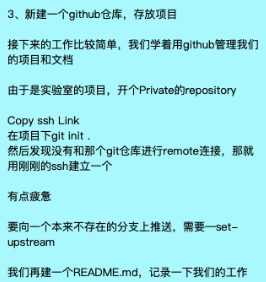 3、新建一个github仓库，存放项目
接下来的工作比较简单，我们学着用github管理我们
的项目和文档
由于是实验室的项目，开个Private的repository
Copy ssh Link
在项目下git init .
然后发现没有和那个git仓库进行remote连接，那就
用刚刚的ssh建立一个
有点疲惫
要向一个本来不存在的分支上推送，需要—set-
upstream
我们再建一个README.md，记录一下我们的工作